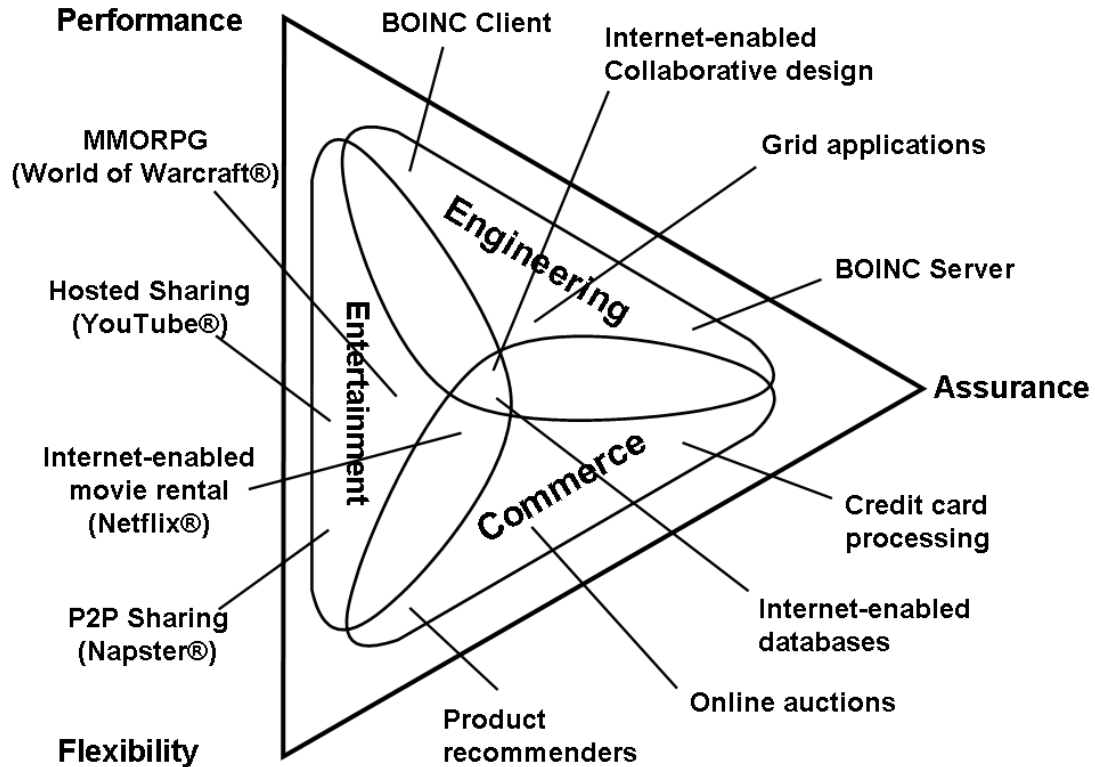 Performance
BOINC Client
Internet-enabled
Collaborative design
MMORPG
(World of Warcraft®)
Grid applications
Engineering
BOINC Server
Hosted Sharing
(YouTube®)
Entertainment
Assurance
Internet-enabled
movie rental
(Netflix®)
Commerce
Credit card
processing
P2P Sharing
(Napster®)
Internet-enabled
databases
Online auctions
Product
recommenders
Flexibility